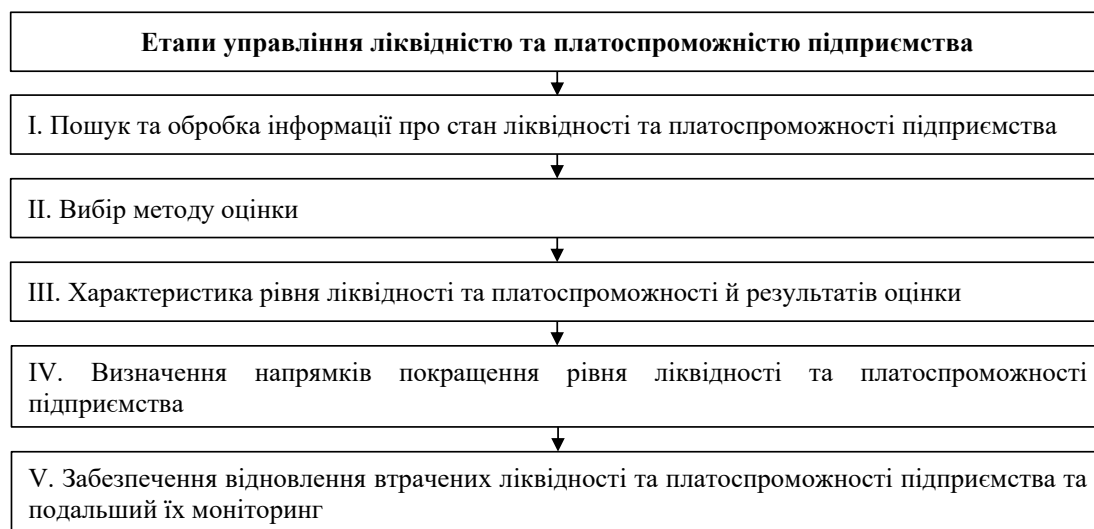 Етапи управління ліквідністю та платоспроможністю підприємства
I. Пошук та обробка інформації про стан ліквідності та платоспроможності підприємства
II. Вибір методу оцінки
III. Характеристика рівня ліквідності та платоспроможності й результатів оцінки
IV. Визначення напрямків покращення рівня ліквідності та платоспроможності
підприємства
V. Забезпечення відновлення втрачених ліквідності та платоспроможності підприємства та
подальший їх моніторинг